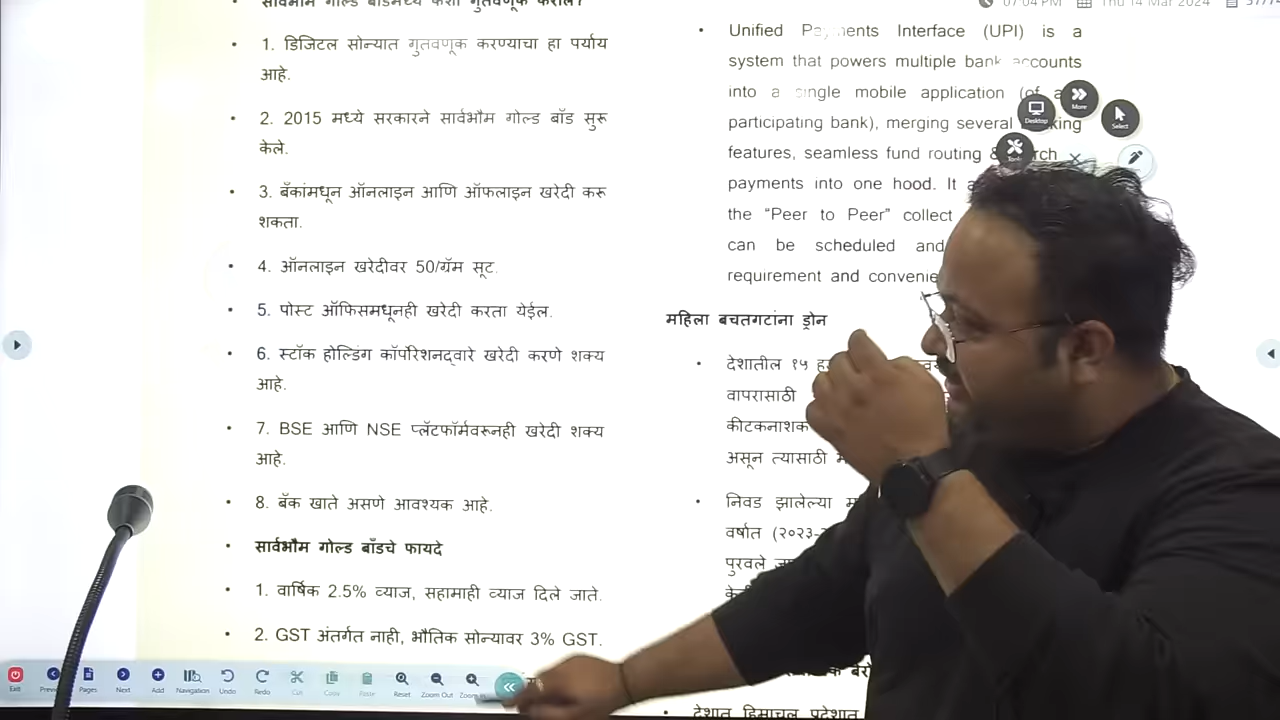 सार्वभौम गोल्ड बाँडमध्ये कशी गुंतवणूक कराल?
• 1. डिजिटल सोन्यात गुंतवणूक करण्याचा हा पर्याय
आहे.
• 2. 2015 मध्ये सरकारने सार्वभौम गोल्ड बाँड सुरू
केले.
• 3. बँकांमधून ऑनलाइन आणि ऑफलाइन खरेदी करू
शकता.
• 4. ऑनलाइन खरेदीवर 50/ग्रॅम सूट.
• 5. पोस्ट ऑफिसमधूनही खरेदी करता येईल.
• 6. स्टॉक होल्डिंग कॉर्पोरेशनद्वारे खरेदी करणे शक्य
आहे.
• 7. BSE आणि NSE प्लॅटफॉर्मवरूनही खरेदी शक्य
आहे.
• 8. बँक खाते असणे आवश्यक आहे.
• सार्वभौम गोल्ड बाँडचे फायदे
• 1. वार्षिक 2.5% व्याज, सहामाही व्याज दिले जाते.
• 2. GST अंतर्गत नाही, भौतिक सोन्यावर 3% GST.
07:04 PM Thu 14 Mar 2024
• Unified Payments Interface (UPI) is a
system that powers multiple bank accounts
into a single mobile application (of
participating bank), merging several
features, seamless fund routing &
payments into one hood. It
the “Peer to Peer” collect
can be scheduled and
requirement and
महिला बचतगटांना ड्रोन
• देशातील १५
वापरासाठी
कीटकनाशक
असून त्यासाठी
• निवड झालेल्या
वर्षात
पुरवले
• देशात हिमाचल प्रदेशात
Desktop
More
Select
Tools
Exit
Pages
Next
Add
Navigation
Undo
Redo
Cut
Copy
Paste
Reset
Zoom Out
Zoom In